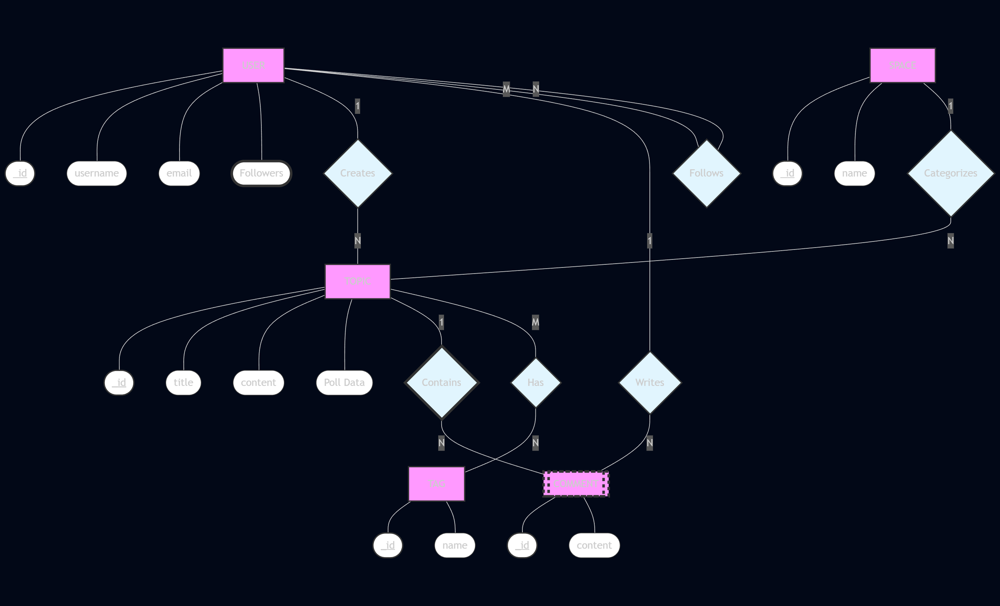 USER
SPACE
M
N
1
1
_id
username
email
Followers
Creates
Follows
_id
name
Categorizes
N
1
N
TOPIC
1
M
_id
title
content
Poll Data
Contains
Has
Writes
N
N
N
TAG
COMMENT
_id
name
_id
content